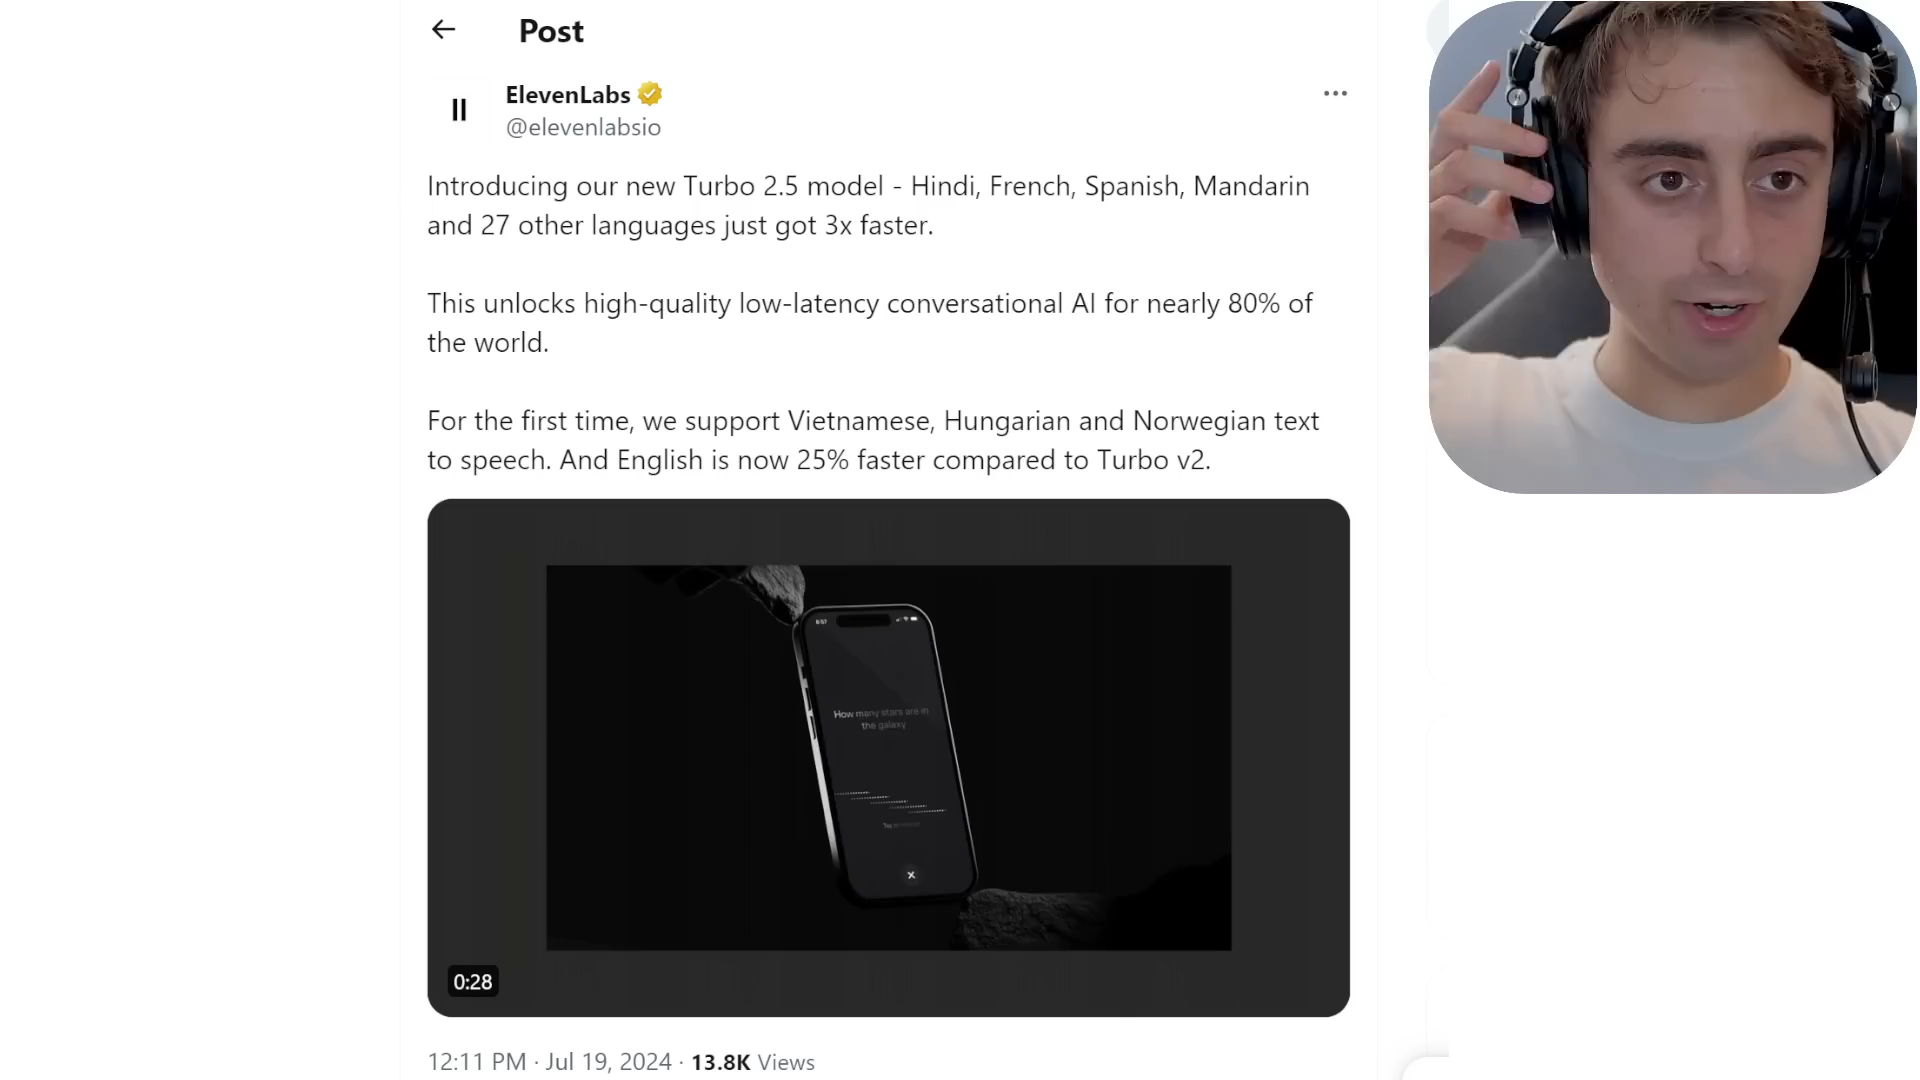 Post
ElevenLabs
@elevenlabsio
Introducing our new Turbo 2.5 model - Hindi, French, Spanish, Mandarin
and 27 other languages just got 3x faster.
This unlocks high-quality low-latency conversational AI for nearly 80% of
the world.
For the first time, we support Vietnamese, Hungarian and Norwegian text
to speech. And English is now 25% faster compared to Turbo v2.
How many stars are in
the galaxy
0:28
12:11 PM · Jul 19, 2024 · 13.8K Views